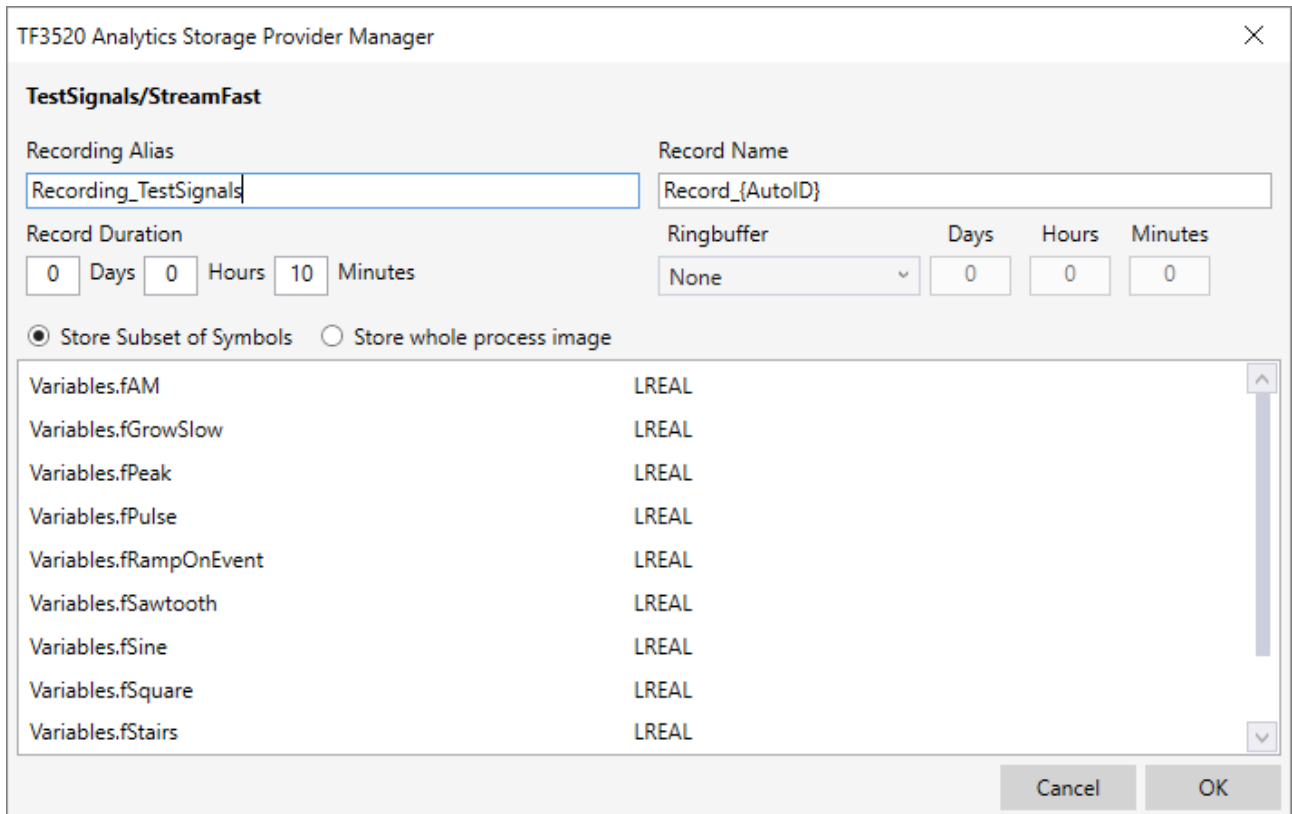 TF3520 Analytics Storage Provider Manager
TestSignals/StreamFast
Recording Alias Record Name
Recording_TestSignals Record_{AutoID}
Record Duration Ringbuffer Days Hours Minutes
0 Days 0 Hours 10 Minutes None 0 0 0
Store Subset of Symbols Store whole process image
Variables.fAM LREAL
Variables.fGrowSlow LREAL
Variables.fPeak LREAL
Variables.fPulse LREAL
Variables.fRampOnEvent LREAL
Variables.fSawtooth LREAL
Variables.fSine LREAL
Variables.fSquare LREAL
Variables.fStairs LREAL
Cancel OK